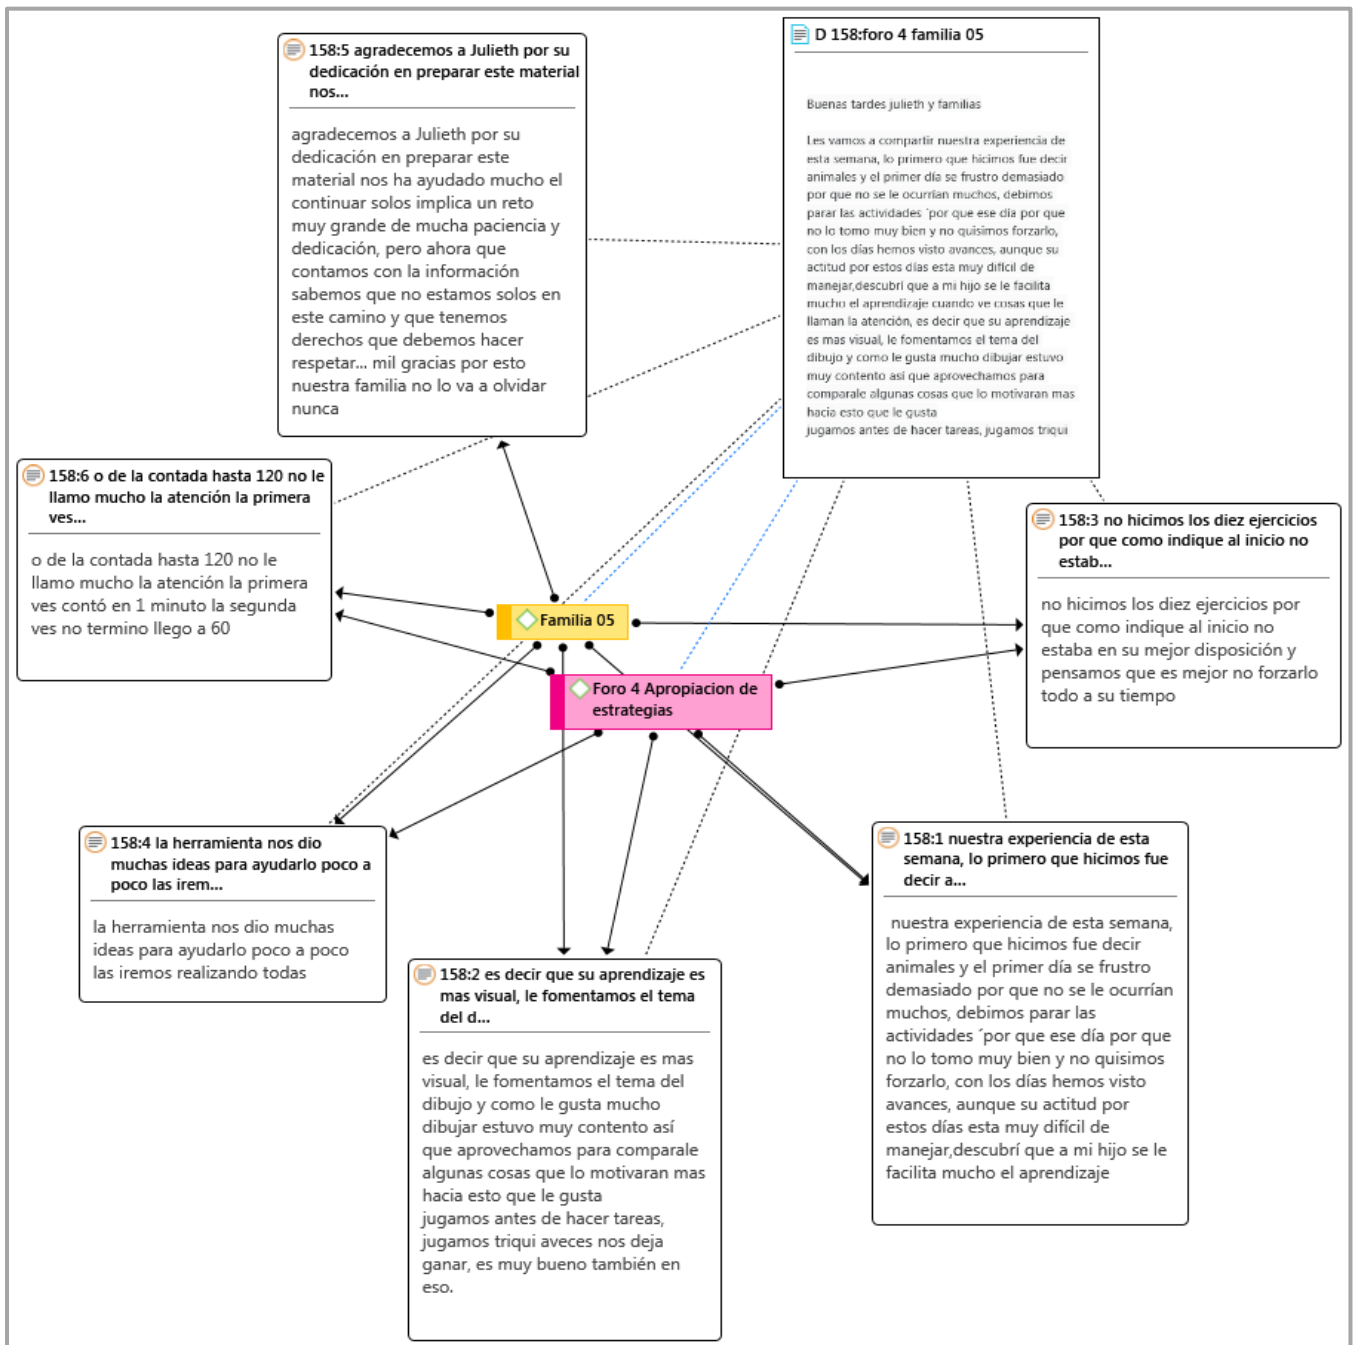 158:5 agradecemos a Julieth por su
dedicación en preparar este material
nos...
agradecemos a Julieth por su
dedicación en preparar este
material nos ha ayudado mucho el
continuar solos implica un reto
muy grande de mucha paciencia y
dedicación, pero ahora que
contamos con la información
sabemos que no estamos solos en
este camino y que tenemos
derechos que debemos hacer
respetar... mil gracias por esto
nuestra familia no lo va a olvidar
nunca
D 158:foro 4 familia 05
Buenas tardes julieth y familias
Les vamos a compartir nuestra experiencia de
esta semana, lo primero que hicimos fue decir
animales y el primer día se frustro demasiado
por que no se le ocurrían muchos, debimos
parar las actividades ´por que ese día por que
no lo tomo muy bien y no quisimos forzarlo,
con los días hemos visto avances, aunque su
actitud por estos días esta muy difícil de
manejar,descubrí que a mi hijo se le facilita
mucho el aprendizaje cuando ve cosas que le
llaman la atención, es decir que su aprendizaje
es mas visual, le fomentamos el tema del
dibujo y como le gusta mucho dibujar estuvo
muy contento así que aprovechamos para
comparale algunas cosas que lo motivaran mas
hacia esto que le gusta
jugamos antes de hacer tareas, jugamos triqui
158:6 o de la contada hasta 120 no le
llamo mucho la atención la primera
ves...
o de la contada hasta 120 no le
llamo mucho la atención la primera
ves contó en 1 minuto la segunda
ves no termino llego a 60
158:3 no hicimos los diez ejercicios
por que como indique al inicio no
estab...
no hicimos los diez ejercicios por
que como indique al inicio no
estaba en su mejor disposición y
pensamos que es mejor no forzarlo
todo a su tiempo
Familia 05
Foro 4 Apropiacion de
estrategias
158:4 la herramienta nos dio
muchas ideas para ayudarlo poco a
poco las irem...
la herramienta nos dio muchas
ideas para ayudarlo poco a poco
las iremos realizando todas
158:2 es decir que su aprendizaje es
mas visual, le fomentamos el tema
del d...
es decir que su aprendizaje es mas
visual, le fomentamos el tema del
dibujo y como le gusta mucho
dibujar estuvo muy contento así
que aprovechamos para comparale
algunas cosas que lo motivaran mas
hacia esto que le gusta
jugamos antes de hacer tareas,
jugamos triqui aveces nos deja
ganar, es muy bueno también en
eso.
158:1 nuestra experiencia de esta
semana, lo primero que hicimos fue
decir a...
nuestra experiencia de esta semana,
lo primero que hicimos fue decir
animales y el primer día se frustro
demasiado por que no se le ocurrían
muchos, debimos parar las
actividades ´por que ese día por que
no lo tomo muy bien y no quisimos
forzarlo, con los días hemos visto
avances, aunque su actitud por
estos días esta muy difícil de
manejar,descubrí que a mi hijo se le
facilita mucho el aprendizaje